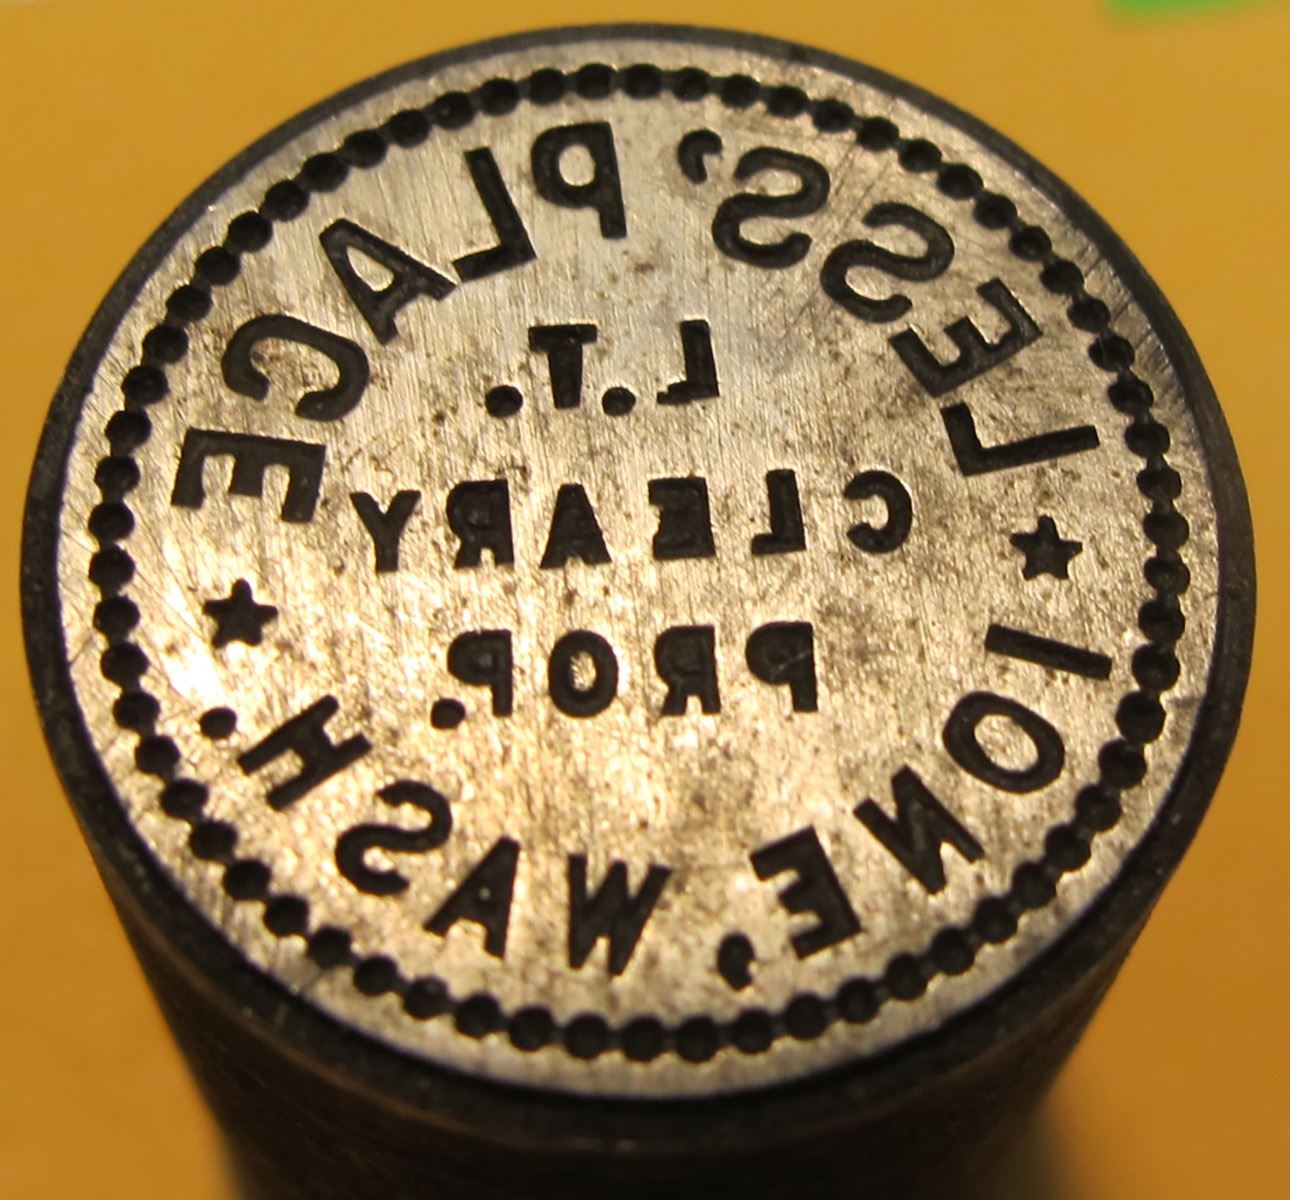 LESS' PLACE
L.T.
CLEARY
PROP.
★ IONE, WASH. ★